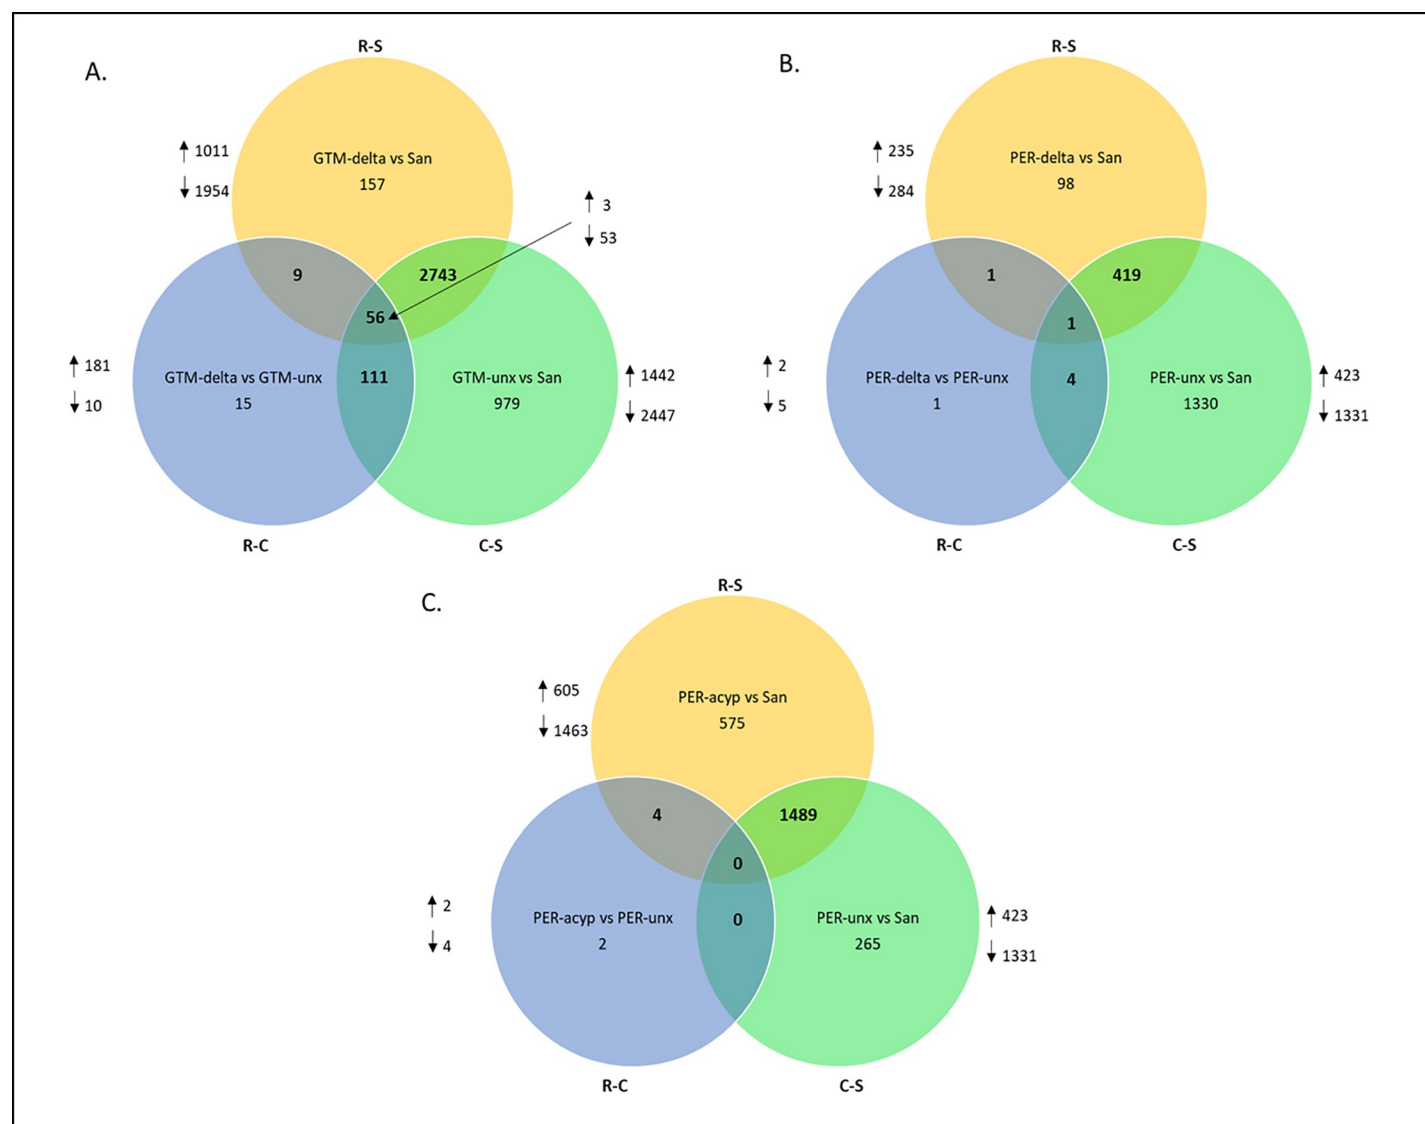 A.
R-S
↑ 1011
↓ 1954
GTM-delta vs San
157
↑ 3
↓ 53
9
2743
56
↑ 181
↓ 10
GTM-delta vs GTM-unx
15
111
GTM-unx vs San
979
↑ 1442
↓ 2447
R-C
C-S
B.
R-S
↑ 235
↓ 284
PER-delta vs San
98
1
419
1
↑ 2
↓ 5
PER-delta vs PER-unx
1
4
PER-unx vs San
1330
↑ 423
↓ 1331
R-C
C-S
C.
R-S
↑ 605
↓ 1463
PER-acyp vs San
575
4
1489
0
↑ 2
↓ 4
PER-acyp vs PER-unx
2
0
PER-unx vs San
265
↑ 423
↓ 1331
R-C
C-S